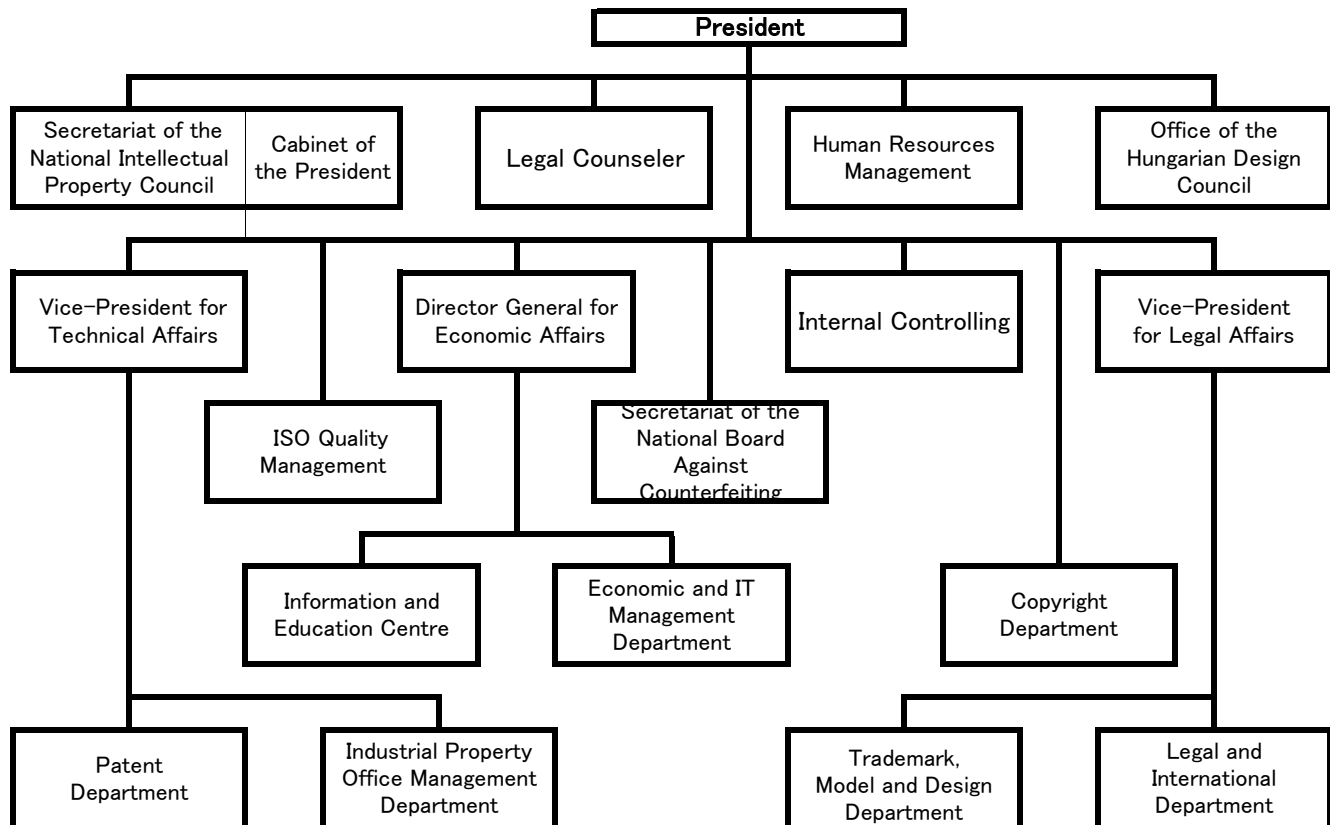 President
Secretariat of the
National Intellectual
Property Council
Cabinet of
the President
Legal Counseler
Human Resources
Management
Office of the
Hungarian Design
Council
Vice-President for
Technical Affairs
Director General for
Economic Affairs
Internal Controlling
Vice-President
for Legal Affairs
ISO Quality
Management
Secretariat of the
National Board
Against
Counterfeiting
Information and
Education Centre
Economic and IT
Management
Department
Copyright
Department
Patent
Department
Industrial Property
Office Management
Department
Trademark,
Model and Design
Department
Legal and
International
Department